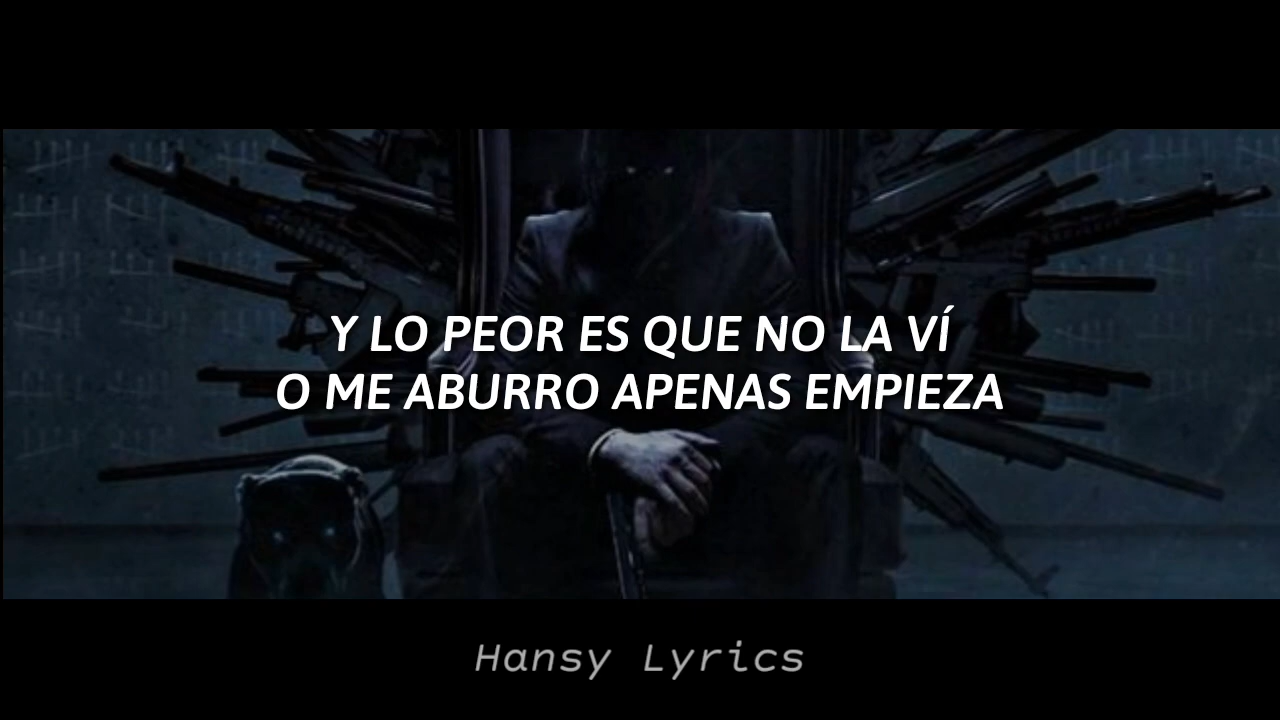 Y LO PEOR ES QUE NO LA VÍ
O ME ABURRO APENAS EMPIEZA
Hansy Lyrics